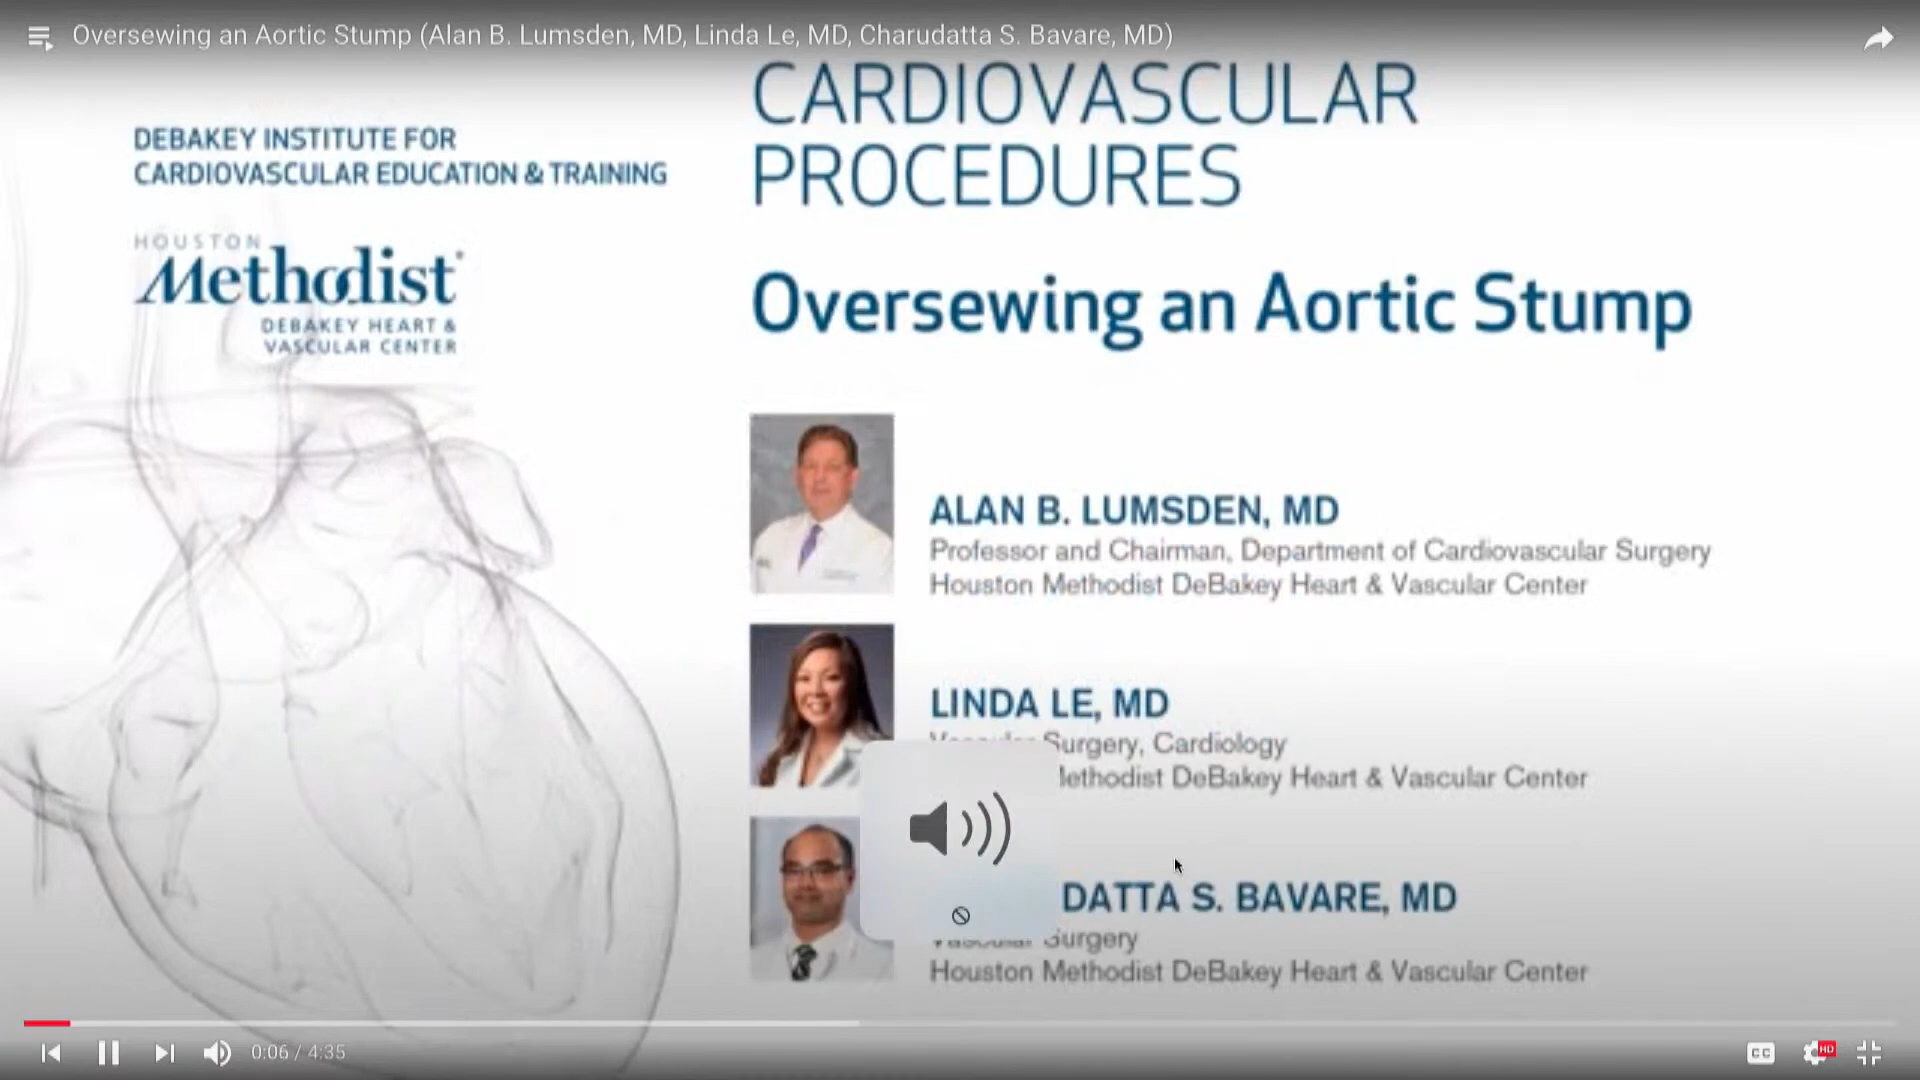 Oversewing an Aortic Stump (Alan B. Lumsden, MD, Linda Le, MD, Charudatta S. Bavare, MD)
DEBAKEY INSTITUTE FOR
CARDIOVASCULAR EDUCATION & TRAINING
HOUSTON
Methodist
DEBAKEY HEART &
VASCULAR CENTER
CARDIOVASCULAR
PROCEDURES
Oversewing an Aortic Stump
ALAN B. LUMSDEN, MD
Professor and Chairman, Department of Cardiovascular Surgery
Houston Methodist DeBakey Heart & Vascular Center
LINDA LE, MD
Surgery, Cardiology
Methodist DeBakey Heart & Vascular Center
DATTA S. BAVARE, MD
Surgery
Houston Methodist DeBakey Heart & Vascular Center
0:06 / 4:35
CC
HD